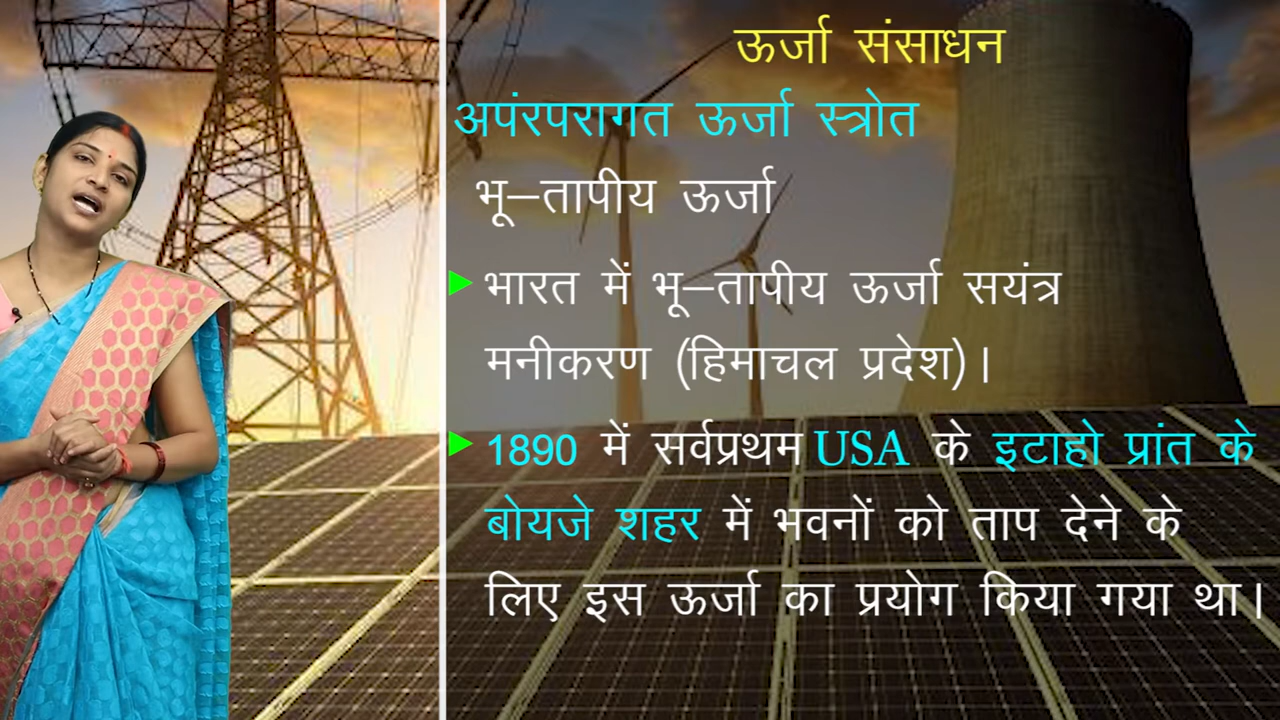 ऊर्जा संसाधन
अपंरपरागत ऊर्जा स्त्रोत
भू–तापीय ऊर्जा
भारत में भू–तापीय ऊर्जा सयंत्र
मनीकरण (हिमाचल प्रदेश)।
1890 में सर्वप्रथम USA के इटाहो प्रांत के
बोयजे शहर में भवनों को ताप देने के
लिए इस ऊर्जा का प्रयोग किया गया था।